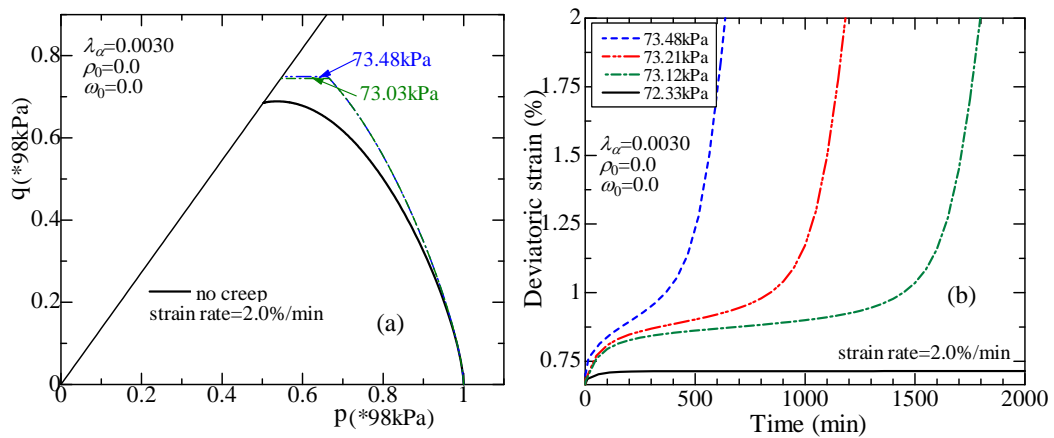 λα=0.0030
ρ0=0.0
ω0=0.0
73.48kPa
73.03kPa
q(*98kPa)
0.8
0.6
0.4
0.2
0
no creep
strain rate=2.0%/min
(a)
0 0.2 0.4 0.6 0.8 1
p(*98kPa)
Deviatoric strain (%)
2
1.75
1.5
1.25
1
0.75
73.48kPa
73.21kPa
73.12kPa
72.33kPa
λα=0.0030
ρ0=0.0
ω0=0.0
(b)
strain rate=2.0%/min
0 500 1000 1500 2000
Time (min)